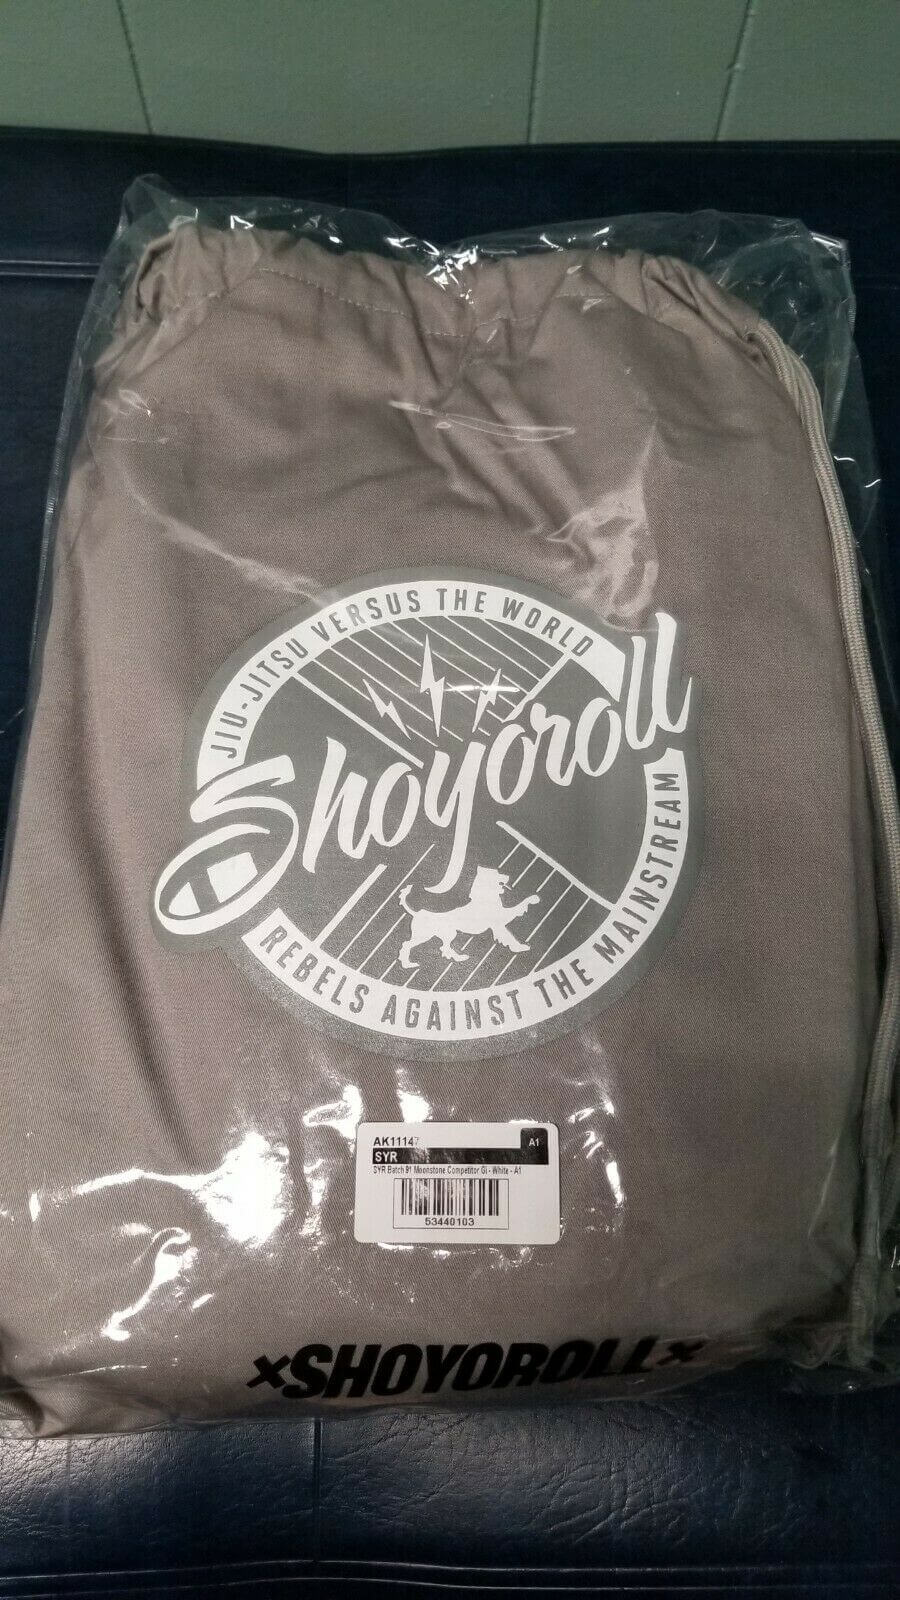 JIU-JITSU VERSUS THE WORLD
Shoyoroll
REBELS AGAINST THE MAINSTREAM
AK11147 A1
SYR
SYR Batch 91 Moonstone Competitor Gi - White - A1
53440103
×SHOYOROLL×